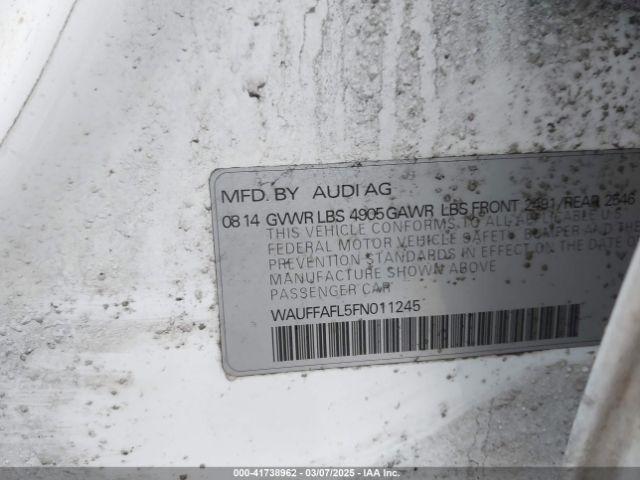 MFD. BY AUDI AG
08 14 GVWR LBS 4905 GAWR LBS FRONT 2491/REAR 2546
THIS VEHICLE CONFORMS TO ALL APPLICABLE U.S.
FEDERAL MOTOR VEHICLE SAFETY, BUMPER AND THE
PREVENTION STANDARDS IN EFFECT ON THE DATE OF
MANUFACTURE SHOWN ABOVE
PASSENGER CAR
WAUFFAFL5FN011245
000-41738962 | 03/07/2025 - IAA Inc.